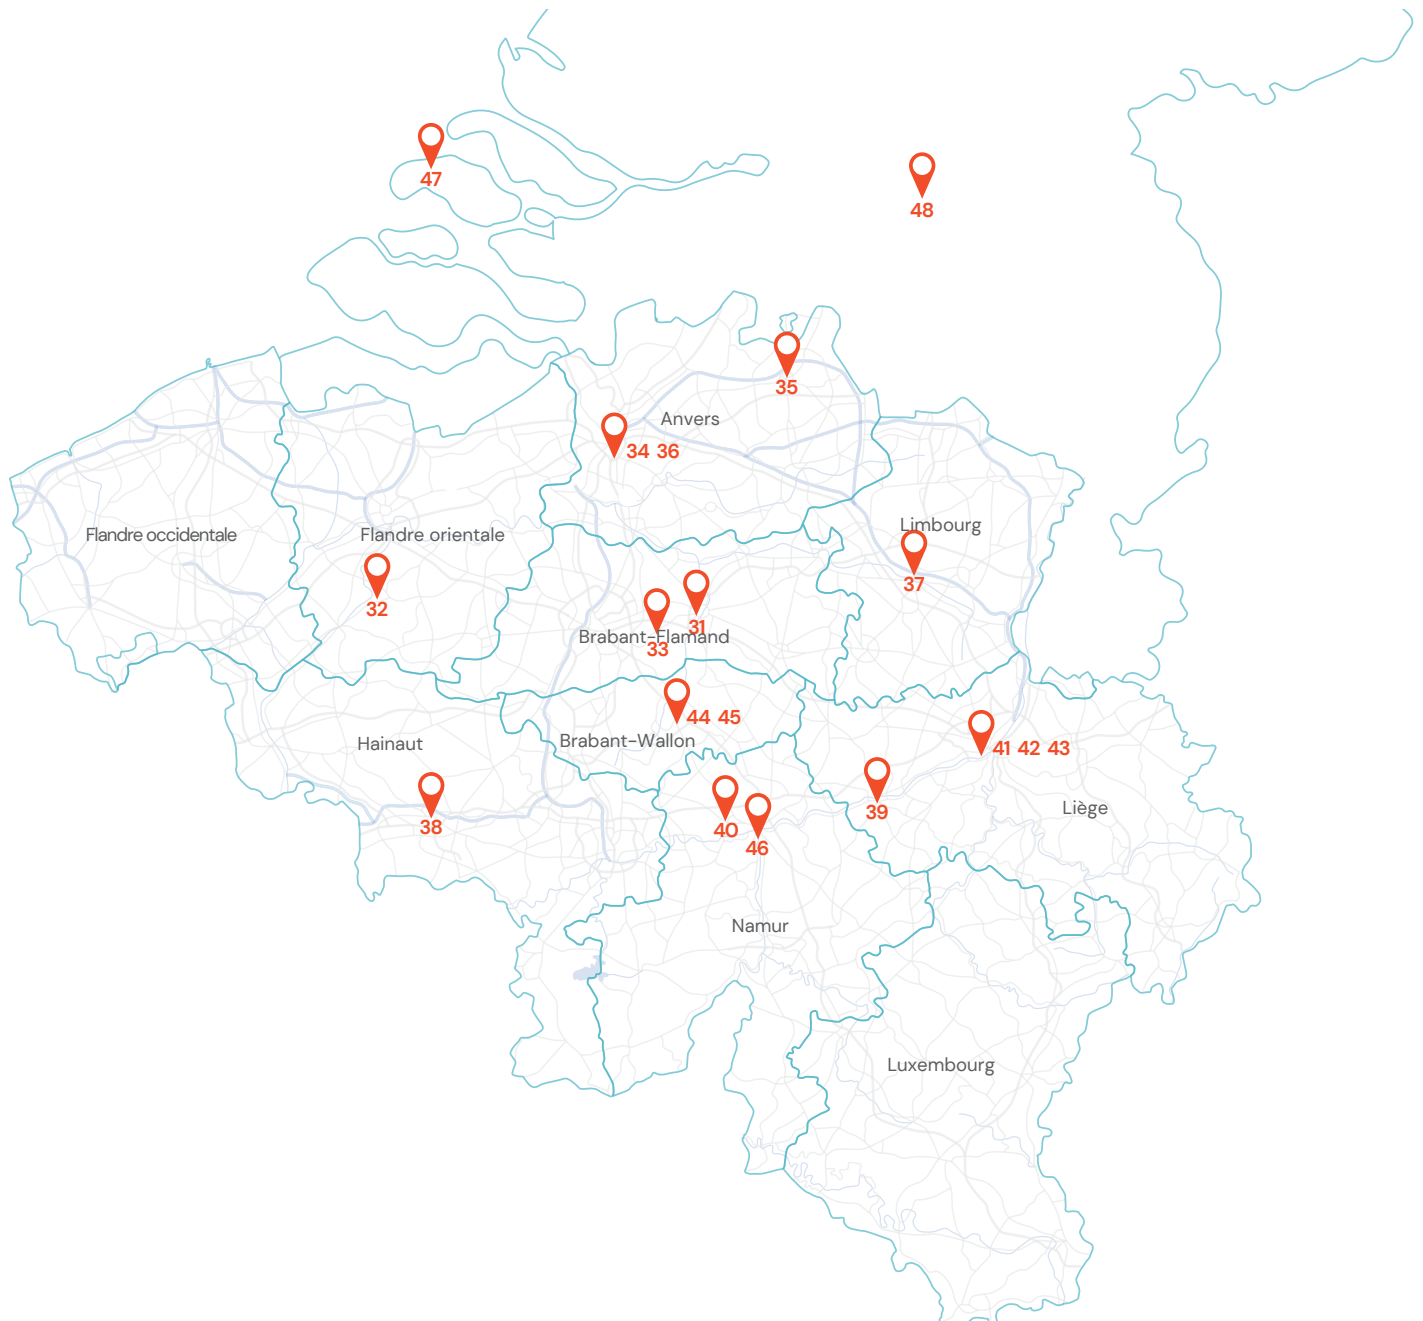 47
48
35
Anvers
34 36
Limbourg
Flandre occidentale
Flandre orientale
37
32
31
Brabant-Flamand
33
44 45
Brabant-Wallon
Hainaut
41 42 43
Liège
39
38
40
46
Namur
Luxembourg